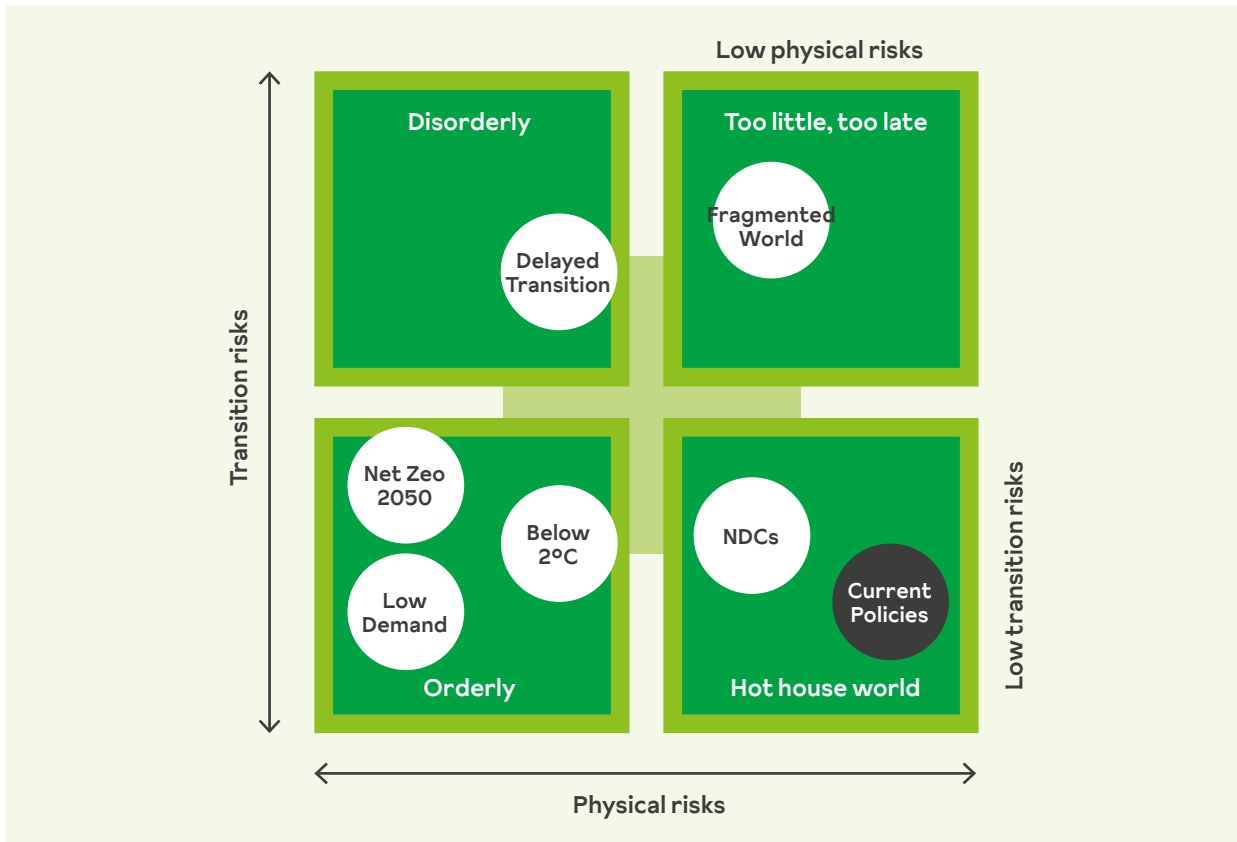 Low physical risks
Disorderly
Too little, too late
Fragmented
World
Delayed
Transition
Transition risks
Net Zeo
2050
Below
2°C
Low
Demand
Orderly
NDCs
Current
Policies
Hot house world
Low transition risks
Physical risks